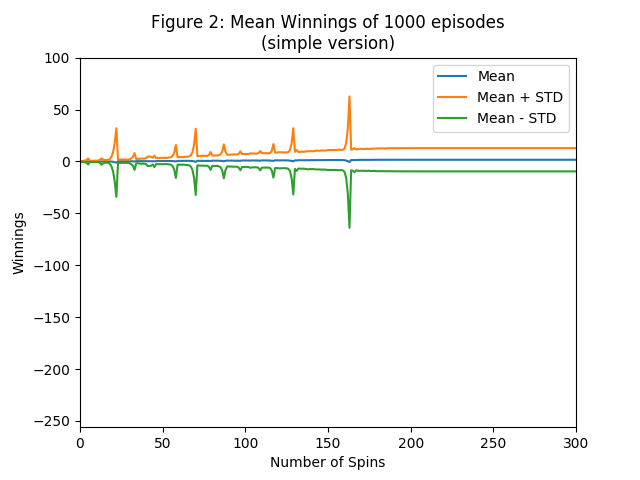 Figure 2: Mean Winnings of 1000 episodes
(simple version)
100
50
0
−50
−100
−150
−200
−250
Winnings
Mean
Mean + STD
Mean - STD
0
50
100
150
200
250
300
Number of Spins